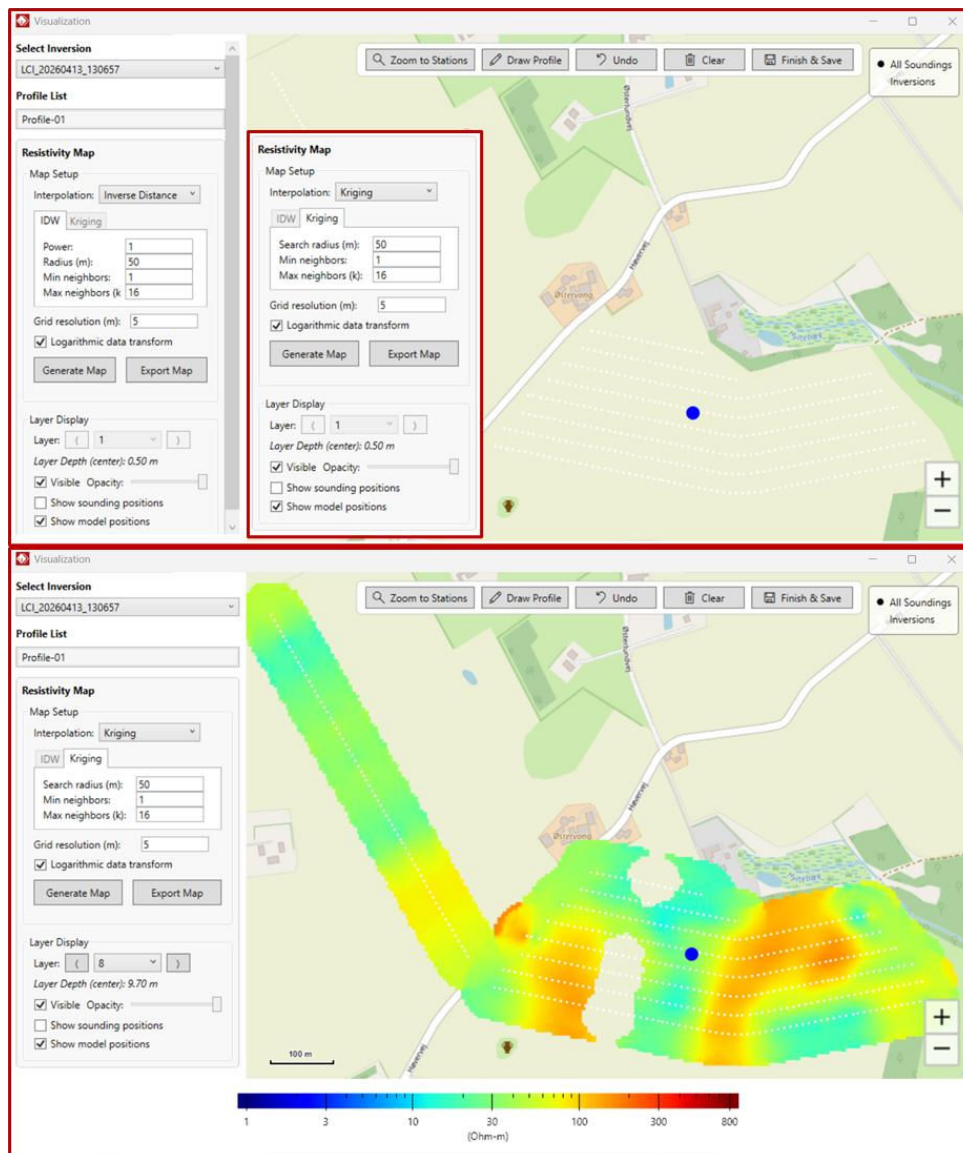 Visualization
Select Inversion
LCI_20260413_130657
Profile List
Profile-01
Resistivity Map
Map Setup
Interpolation: Inverse Distance
IDW Kriging
Power: 1
Radius (m): 50
Min neighbors: 1
Max neighbors (k 16
Grid resolution (m): 5
Logarithmic data transform
Generate Map Export Map
Layer Display
Layer: ( 1 )
Layer Depth (center): 0.50 m
Visible Opacity:
Show sounding positions
Show model positions
Resistivity Map
Map Setup
Interpolation: Kriging
IDW Kriging
Search radius (m): 50
Min neighbors: 1
Max neighbors (k): 16
Grid resolution (m): 5
Logarithmic data transform
Generate Map Export Map
Layer Display
Layer: ( 1 )
Layer Depth (center): 0.50 m
Visible Opacity:
Show sounding positions
Show model positions
Zoom to Stations Draw Profile Undo Clear Finish & Save
All Soundings
Inversions
Østerlundvej
Høvervej
Østervang
+
−
Visualization
Select Inversion
LCI_20260413_130657
Profile List
Profile-01
Resistivity Map
Map Setup
Interpolation: Kriging
IDW Kriging
Search radius (m): 50
Min neighbors: 1
Max neighbors (k): 16
Grid resolution (m): 5
Logarithmic data transform
Generate Map Export Map
Layer Display
Layer: ( 8 )
Layer Depth (center): 9.70 m
Visible Opacity:
Show sounding positions
Show model positions
Zoom to Stations Draw Profile Undo Clear Finish & Save
All Soundings
Inversions
Østerlundvej
Høvervej
Østervang
Høvervej
+
−
100 m
1 3 10 30 100 300 800
(Ohm-m)